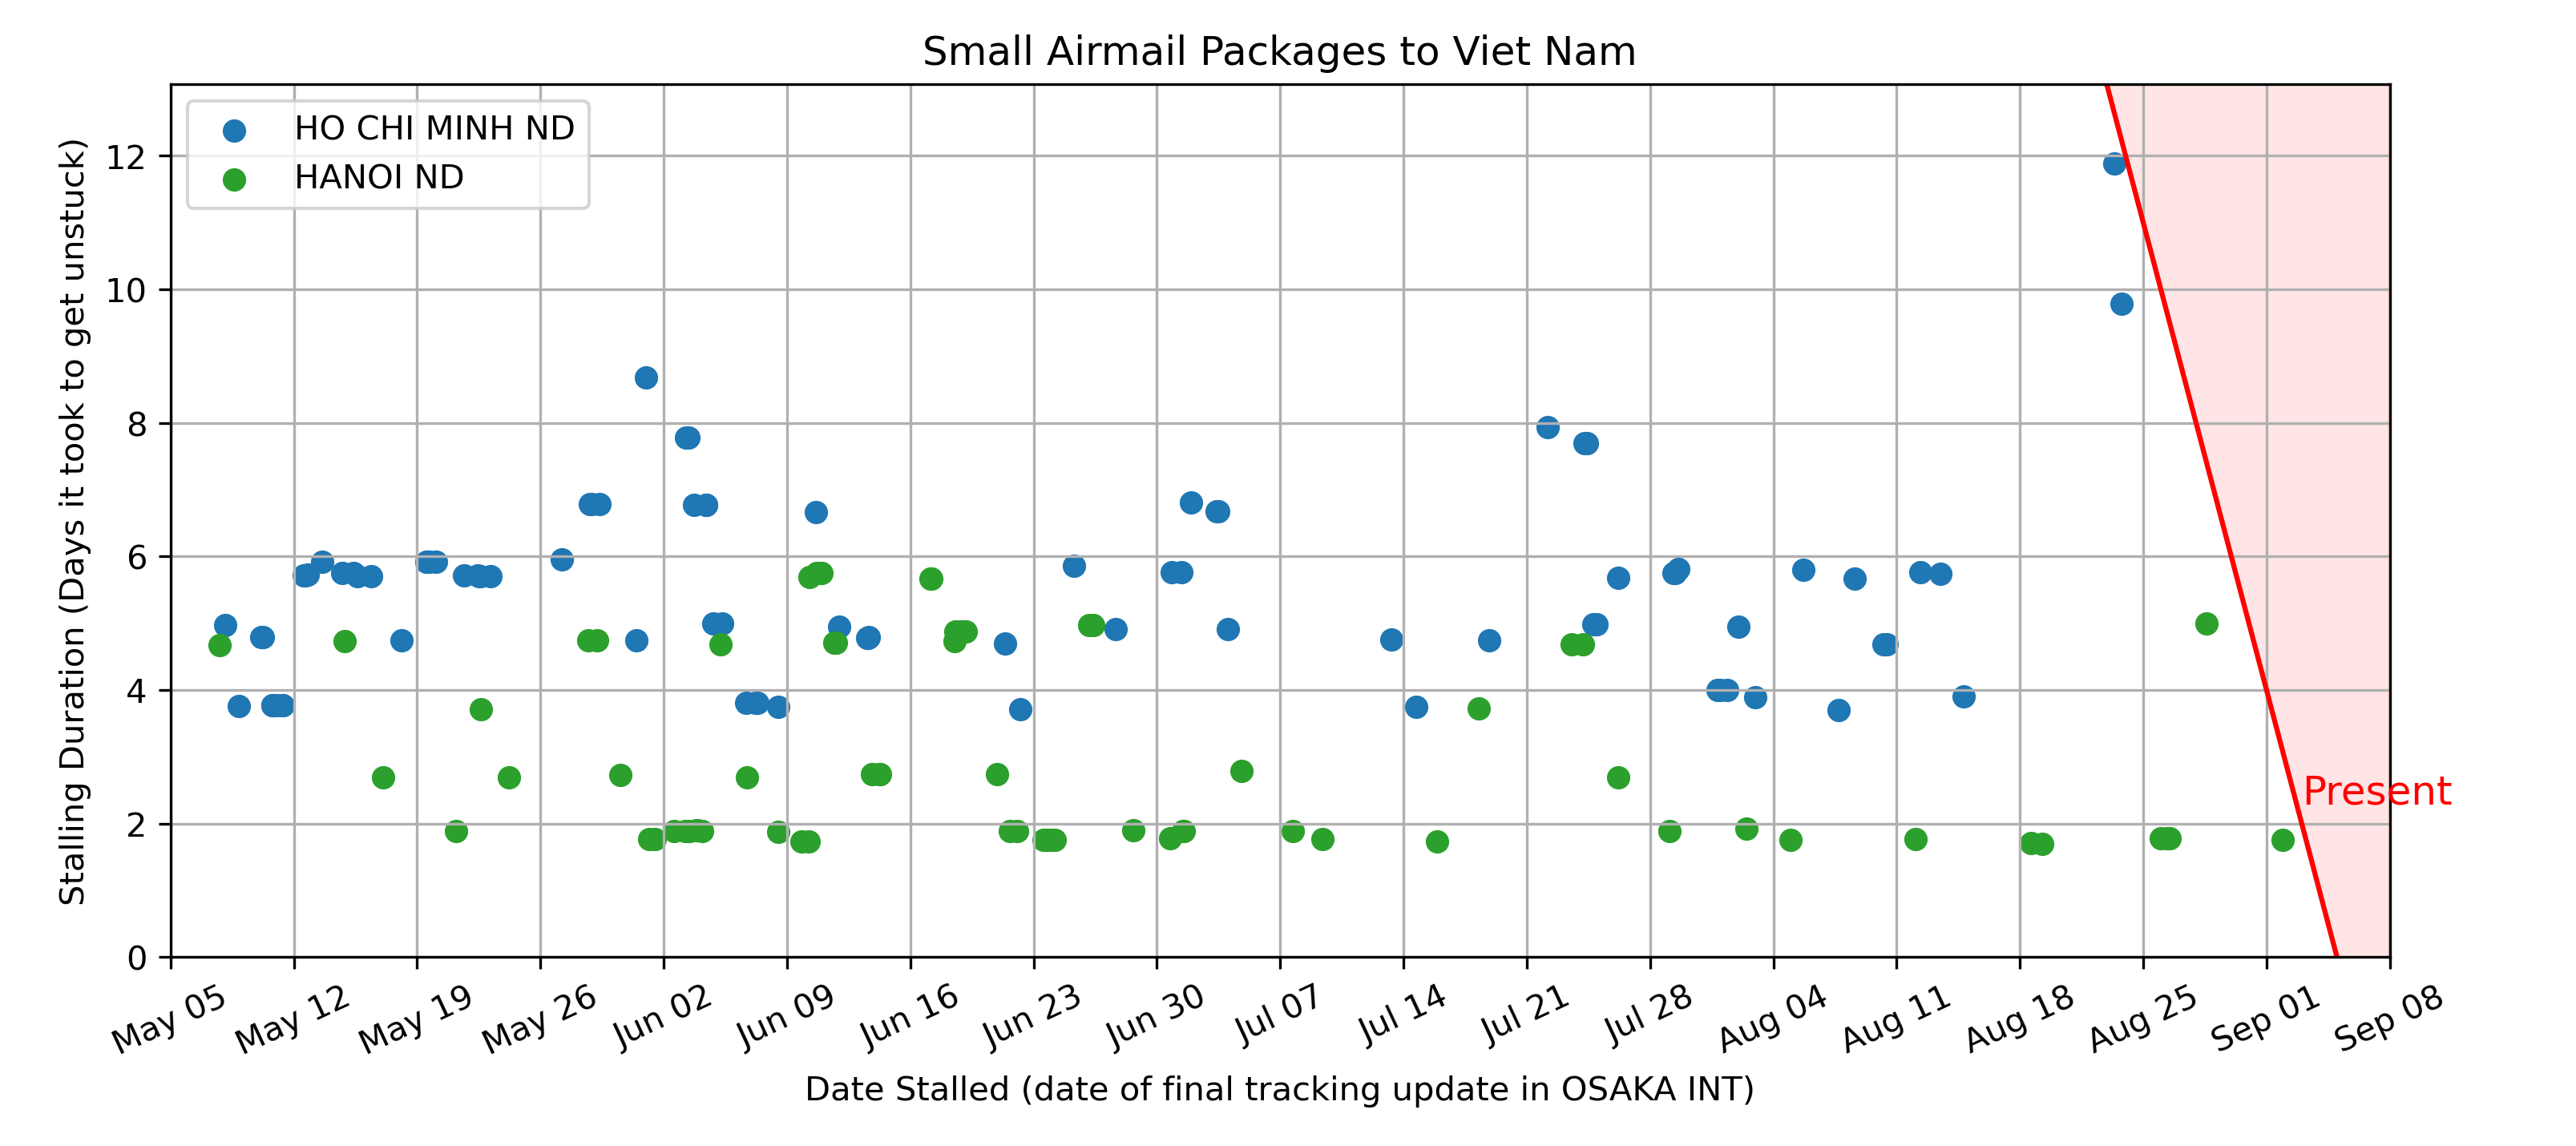 Small Airmail Packages to Viet Nam
HO CHI MINH ND
HANOI ND
Stalling Duration (Days it took to get unstuck)
12
10
8
6
4
2
0
Present
May 05
May 12
May 19
May 26
Jun 02
Jun 09
Jun 16
Jun 23
Jun 30
Jul 07
Jul 14
Jul 21
Jul 28
Aug 04
Aug 11
Aug 18
Aug 25
Sep 01
Sep 08
Date Stalled (date of final tracking update in OSAKA INT)